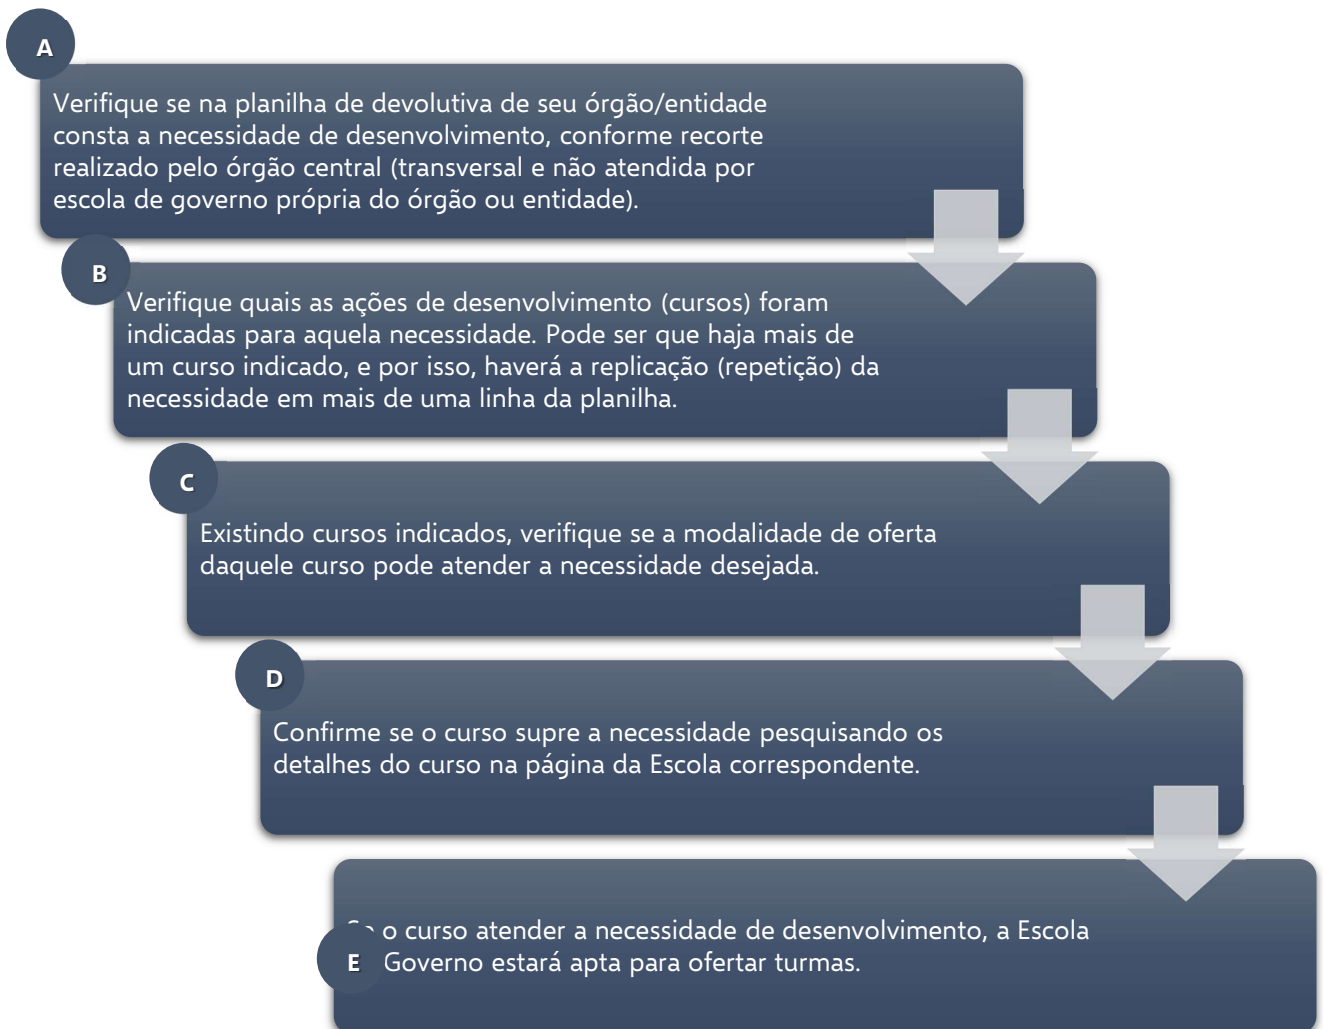 A
Verifique se na planilha de devolutiva de seu órgão/entidade
consta a necessidade de desenvolvimento, conforme recorte
realizado pelo órgão central (transversal e não atendida por
escola de governo própria do órgão ou entidade).
B
Verifique quais as ações de desenvolvimento (cursos) foram
indicadas para aquela necessidade. Pode ser que haja mais de
um curso indicado, e por isso, haverá a replicação (repetição) da
necessidade em mais de uma linha da planilha.
C
Existindo cursos indicados, verifique se a modalidade de oferta
daquele curso pode atender a necessidade desejada.
D
Confirme se o curso supre a necessidade pesquisando os
detalhes do curso na página da Escola correspondente.
E
o curso atender a necessidade de desenvolvimento, a Escola
Governo estará apta para ofertar turmas.